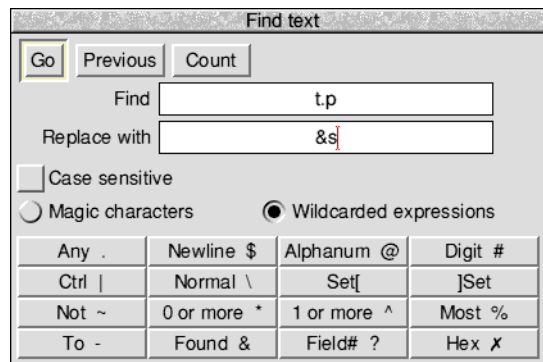 Find text
Go Previous Count
Find t.p
Replace with &s
Case sensitive
Magic characters Wildcarded expressions
Any . Newline $ Alphanum @ Digit #
Ctrl | Normal \ Set[ ]Set
Not ~ 0 or more * 1 or more ^ Most %
To - Found & Field# ? Hex ✗